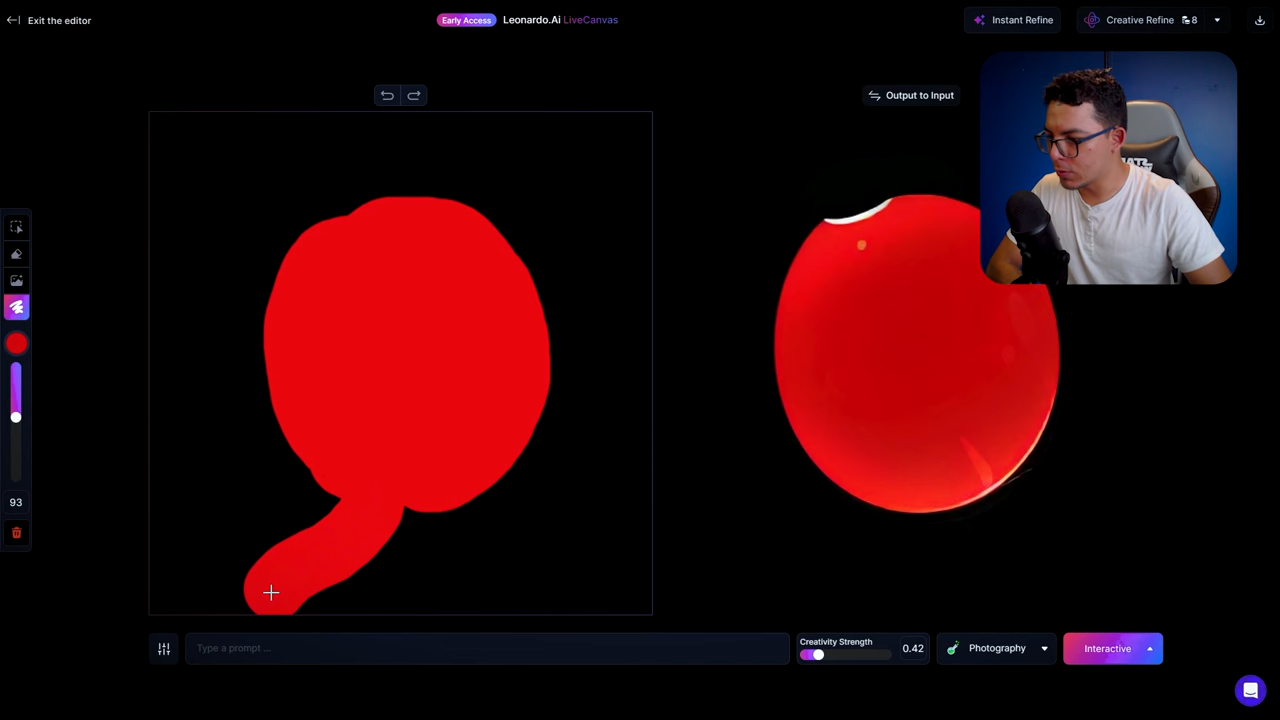 Exit the editor
Early Access Leonardo.Ai LiveCanvas
Instant Refine
Creative Refine 8
Output to Input
93
Type a prompt ...
Creativity Strength
0.42
Photography
Interactive